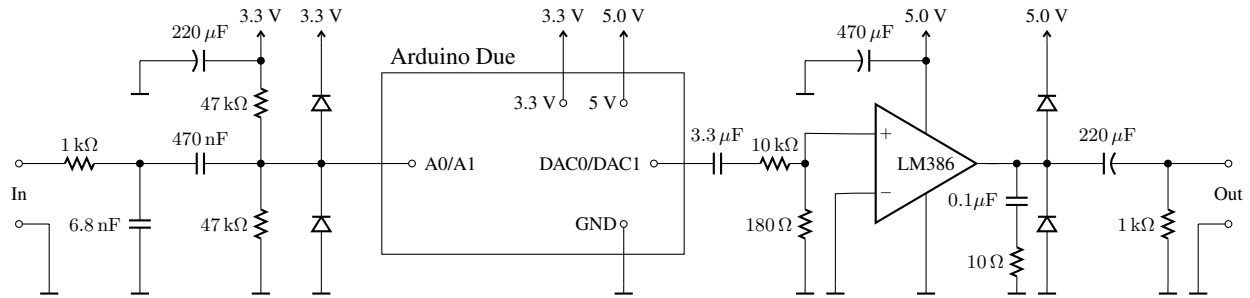 3.3 V 3.3 V 3.3 V 5.0 V 5.0 V 5.0 V
220 µF 470 µF
Arduino Due
47 kΩ 3.3 V 5 V
1 kΩ 470 nF 3.3 µF 10 kΩ + 220 µF
A0/A1 DAC0/DAC1 LM386
In 6.8 nF 47 kΩ GND 180 Ω − 0.1µF 1 kΩ Out
10 Ω